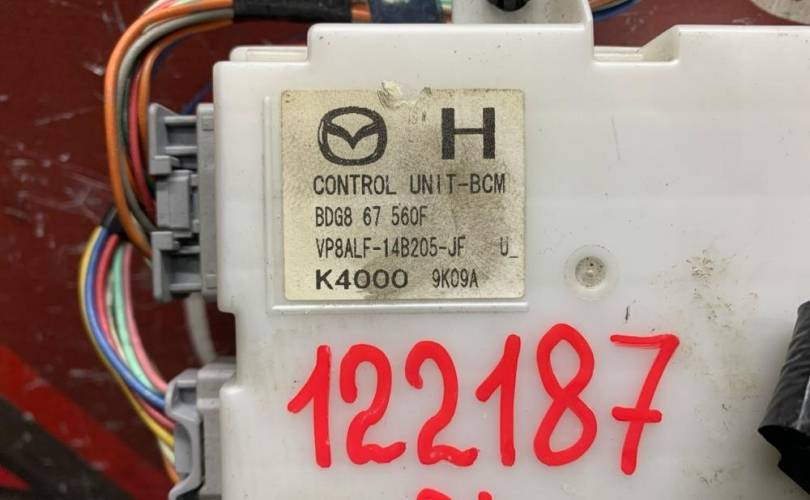 H
CONTROL UNIT-BCM
BDG8 67 560F
VP8ALF-14B205-JF U_
K4000 9K09A
122187